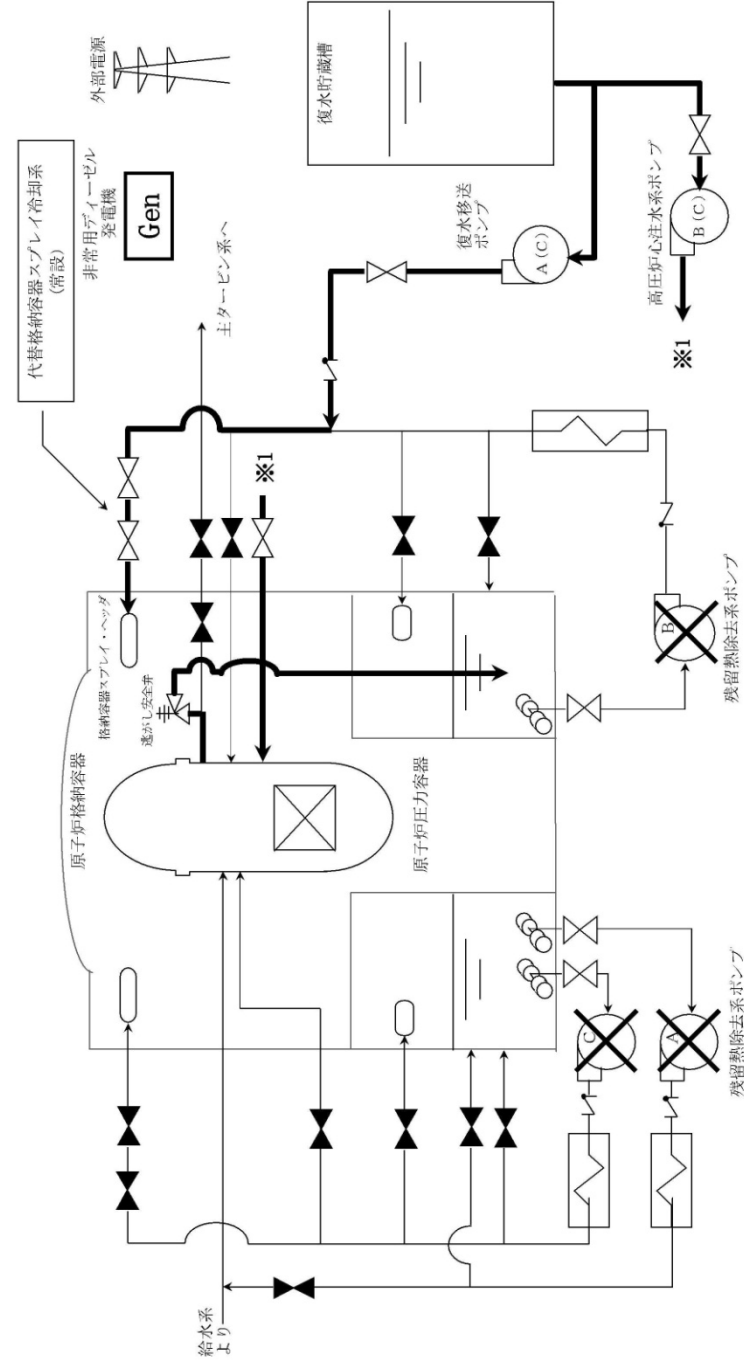 外部電源
代替格納容器スプレイ冷却系
(常設)
非常用ディーゼル
発電機
Gen
復水貯蔵槽
主タービン系へ
復水移送
ポンプ
A(C)
高圧炉心注水系ポンプ
B(C)
※1
※1
格納容器スプレイ・ヘッダ
原子炉格納容器
逃がし安全弁
原子炉圧力容器
残留熱除去系ポンプ
B
給水系
より
C
A
残留熱除去系ポンプ